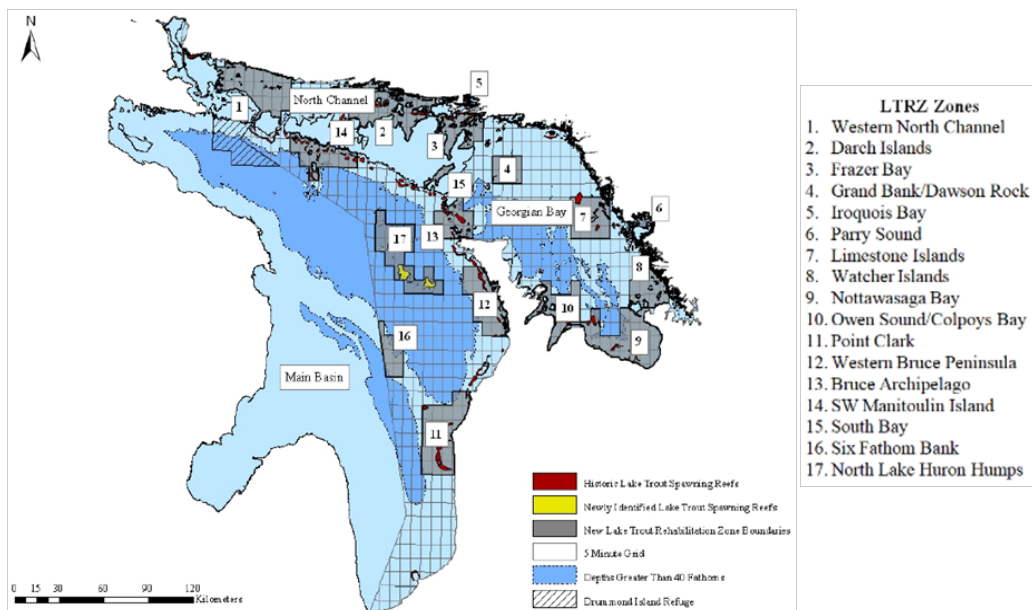 N
5
1
North Channel
14
2
3
4
15
Georgian Bay
7
6
13
17
8
12
10
16
9
Main Basin
11
Historic Lake Trout Spawning Reefs
Newly Identified Lake Trout Spawning Reefs
New Lake Trout Rehabilitation Zone Boundaries
5 Minute Grid
Depths Greater Than 40 Fathoms
Drummond Island Refuge
0 15 30 60 90 120
Kilometers
LTRZ Zones
1. Western North Channel
2. Darch Islands
3. Frazer Bay
4. Grand Bank/Dawson Rock
5. Iroquois Bay
6. Parry Sound
7. Limestone Islands
8. Watcher Islands
9. Nottawasaga Bay
10. Owen Sound/Colpoys Bay
11. Point Clark
12. Western Bruce Peninsula
13. Bruce Archipelago
14. SW Manitoulin Island
15. South Bay
16. Six Fathom Bank
17. North Lake Huron Humps